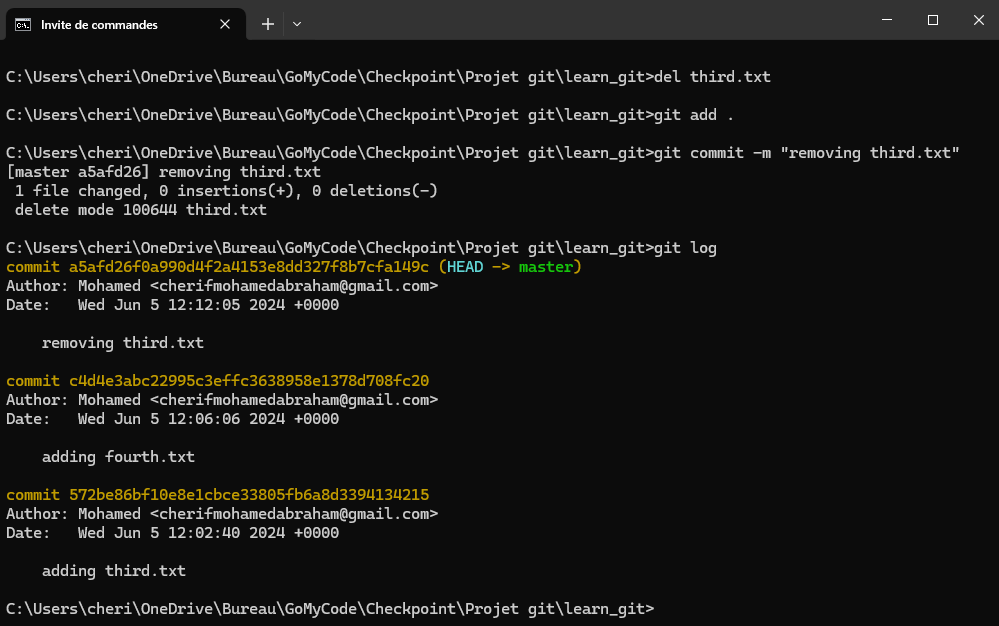 Invite de commandes
C:\Users\cheri\OneDrive\Bureau\GoMyCode\Checkpoint\Projet git\learn_git>del third.txt
C:\Users\cheri\OneDrive\Bureau\GoMyCode\Checkpoint\Projet git\learn_git>git add .
C:\Users\cheri\OneDrive\Bureau\GoMyCode\Checkpoint\Projet git\learn_git>git commit -m "removing third.txt"
[master a5afd26] removing third.txt
 1 file changed, 0 insertions(+), 0 deletions(-)
 delete mode 100644 third.txt
C:\Users\cheri\OneDrive\Bureau\GoMyCode\Checkpoint\Projet git\learn_git>git log
commit a5afd26f0a990d4f2a4153e8dd327f8b7cfa149c (HEAD -> master)
Author: Mohamed <cherifmohamedabraham@gmail.com>
Date:   Wed Jun 5 12:12:05 2024 +0000
    removing third.txt
commit c4d4e3abc22995c3effc3638958e1378d708fc20
Author: Mohamed <cherifmohamedabraham@gmail.com>
Date:   Wed Jun 5 12:06:06 2024 +0000
    adding fourth.txt
commit 572be86bf10e8e1cbce33805fb6a8d3394134215
Author: Mohamed <cherifmohamedabraham@gmail.com>
Date:   Wed Jun 5 12:02:40 2024 +0000
    adding third.txt
C:\Users\cheri\OneDrive\Bureau\GoMyCode\Checkpoint\Projet git\learn_git>